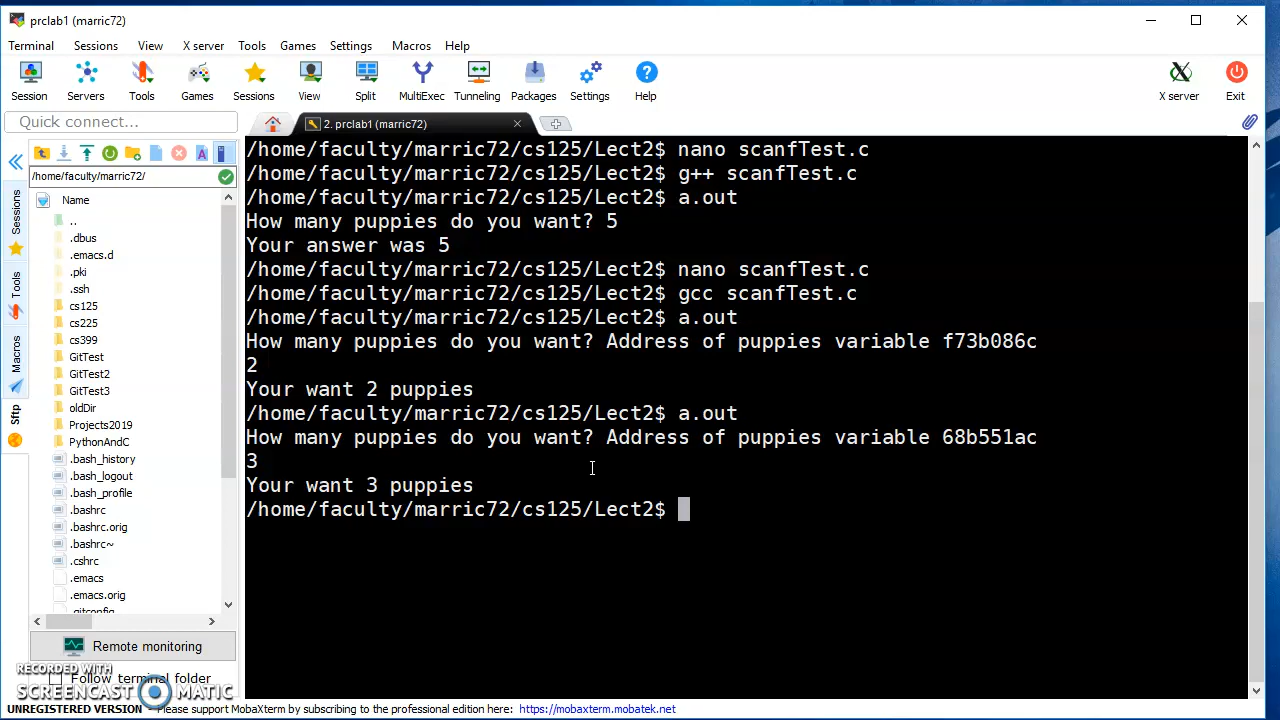 prclab1 (marric72)
Terminal Sessions View X server Tools Games Settings Macros Help
Session Servers Tools Games Sessions View Split MultiExec Tunneling Packages Settings Help X server Exit
Quick connect...
2. prclab1 (marric72)
/home/faculty/marric72/
Name
..
.dbus
.emacs.d
.pki
.ssh
cs125
cs225
cs399
GitTest
GitTest2
GitTest3
oldDir
Projects2019
PythonAndC
.bash_history
.bash_logout
.bash_profile
.bashrc
.bashrc.orig
.bashrc~
.cshrc
.emacs
.emacs.orig
.gitconfig
Sessions
Tools
Macros
Sftp
Remote monitoring
Follow terminal folder
/home/faculty/marric72/cs125/Lect2$ nano scanfTest.c
/home/faculty/marric72/cs125/Lect2$ g++ scanfTest.c
/home/faculty/marric72/cs125/Lect2$ a.out
How many puppies do you want? 5
Your answer was 5
/home/faculty/marric72/cs125/Lect2$ nano scanfTest.c
/home/faculty/marric72/cs125/Lect2$ gcc scanfTest.c
/home/faculty/marric72/cs125/Lect2$ a.out
How many puppies do you want? Address of puppies variable f73b086c
2
Your want 2 puppies
/home/faculty/marric72/cs125/Lect2$ a.out
How many puppies do you want? Address of puppies variable 68b551ac
3
Your want 3 puppies
/home/faculty/marric72/cs125/Lect2$
RECORDED WITH
SCREENCAST MATIC
UNREGISTERED VERSION - Please support MobaXterm by subscribing to the professional edition here: https://mobaxterm.mobatek.net